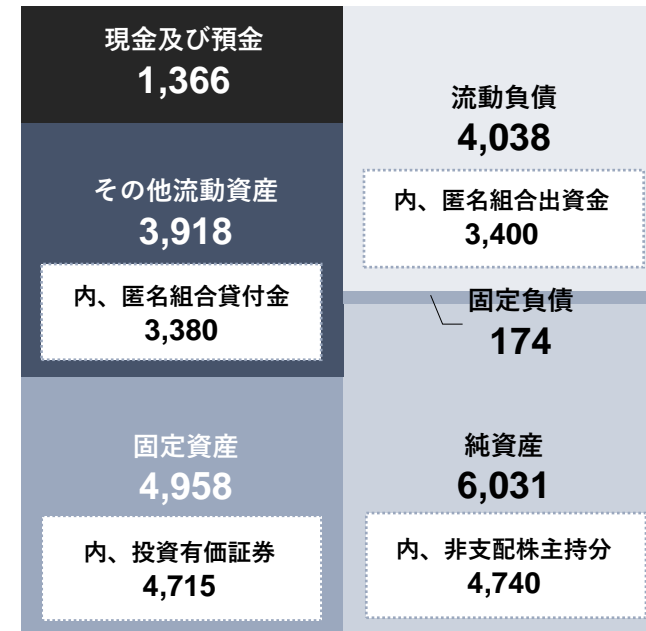 現金及び預金
1,366
その他流動資産
3,918
内、匿名組合貸付金
3,380
固定資産
4,958
内、投資有価証券
4,715
流動負債
4,038
内、匿名組合出資金
3,400
固定負債
174
純資産
6,031
内、非支配株主持分
4,740